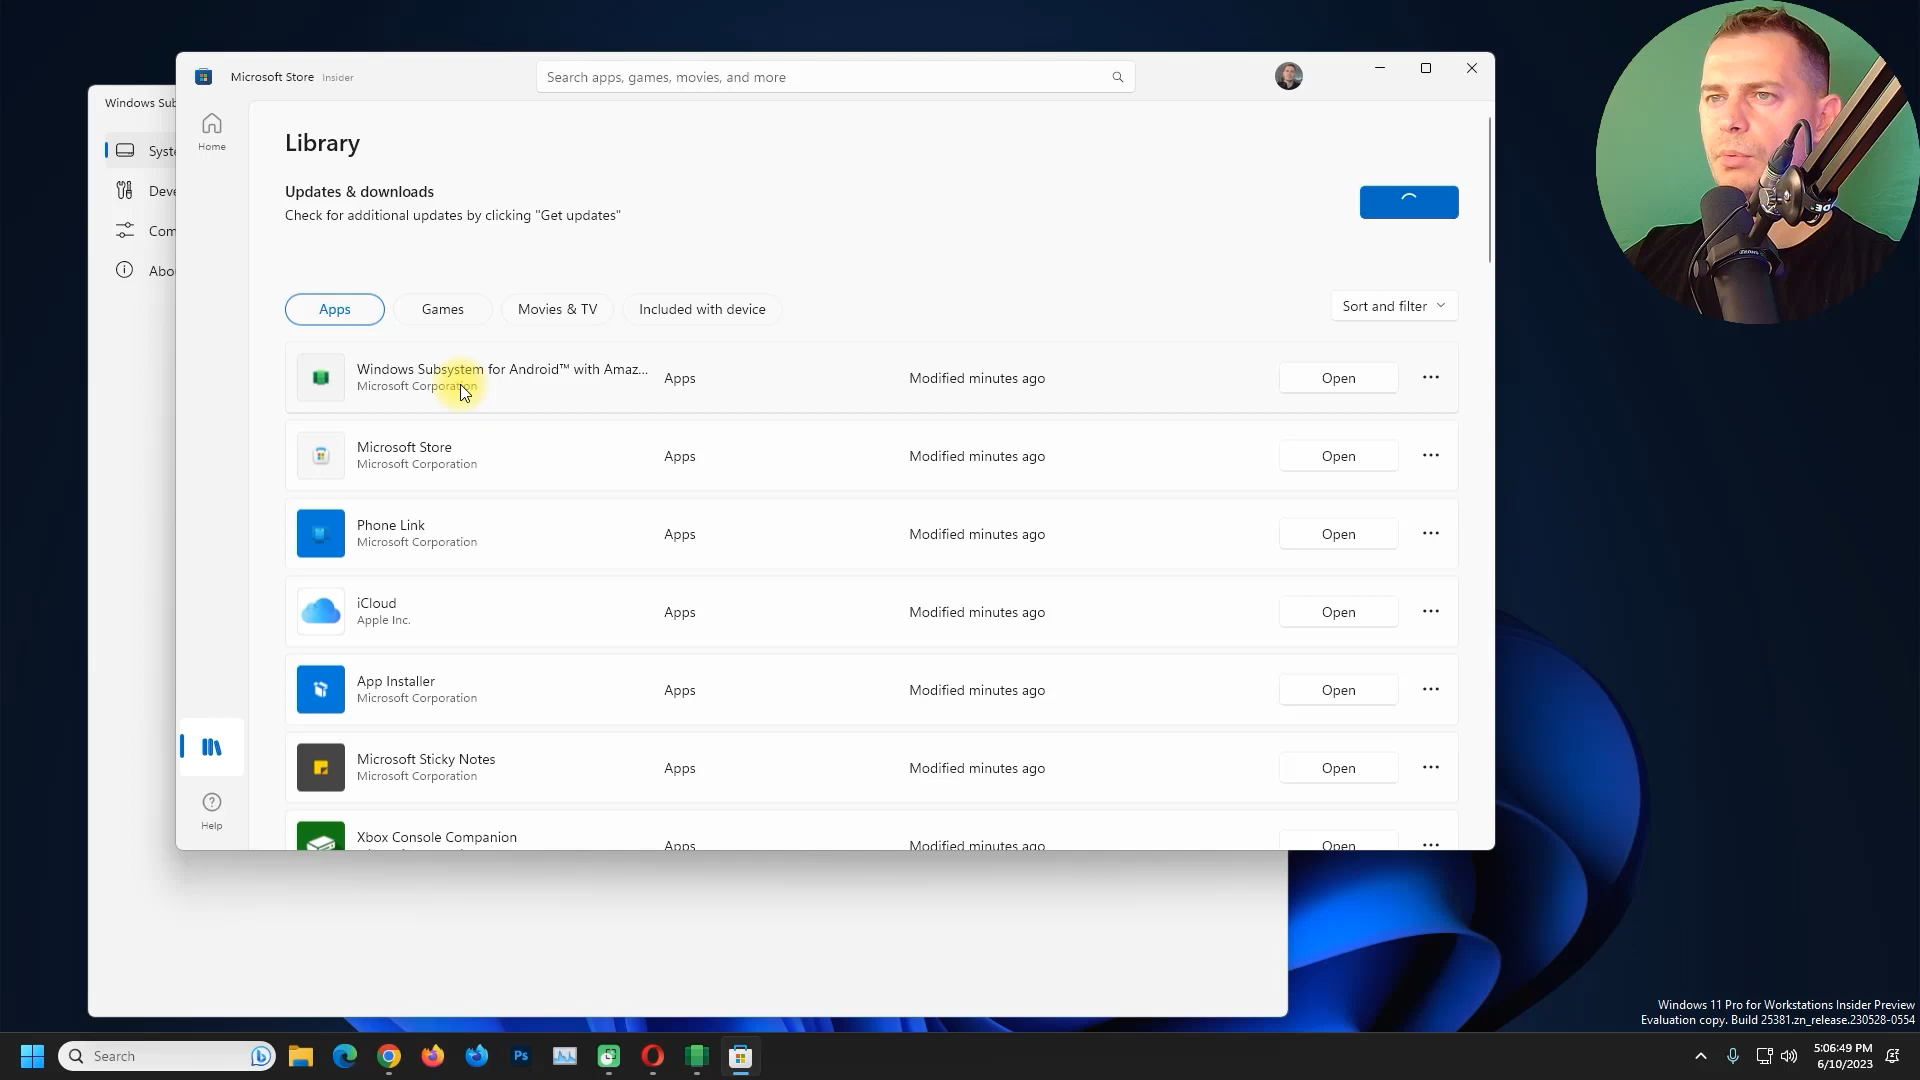 Microsoft Store Insider
Search apps, games, movies, and more
Windows Sub
Syste
Deve
Com
Abo
Home
Library
Updates & downloads
Check for additional updates by clicking "Get updates"
Apps
Games
Movies & TV
Included with device
Sort and filter
Windows Subsystem for Android™ with Amaz...
Microsoft Corporation
Apps
Modified minutes ago
Open
Microsoft Store
Microsoft Corporation
Apps
Modified minutes ago
Open
Phone Link
Microsoft Corporation
Apps
Modified minutes ago
Open
iCloud
Apple Inc.
Apps
Modified minutes ago
Open
App Installer
Microsoft Corporation
Apps
Modified minutes ago
Open
Microsoft Sticky Notes
Microsoft Corporation
Apps
Modified minutes ago
Open
Xbox Console Companion
Apps
Modified minutes ago
Open
Help
Windows 11 Pro for Workstations Insider Preview
Evaluation copy. Build 25381.zn_release.230528-0554
Search
Ps
5:06:49 PM
6/10/2023